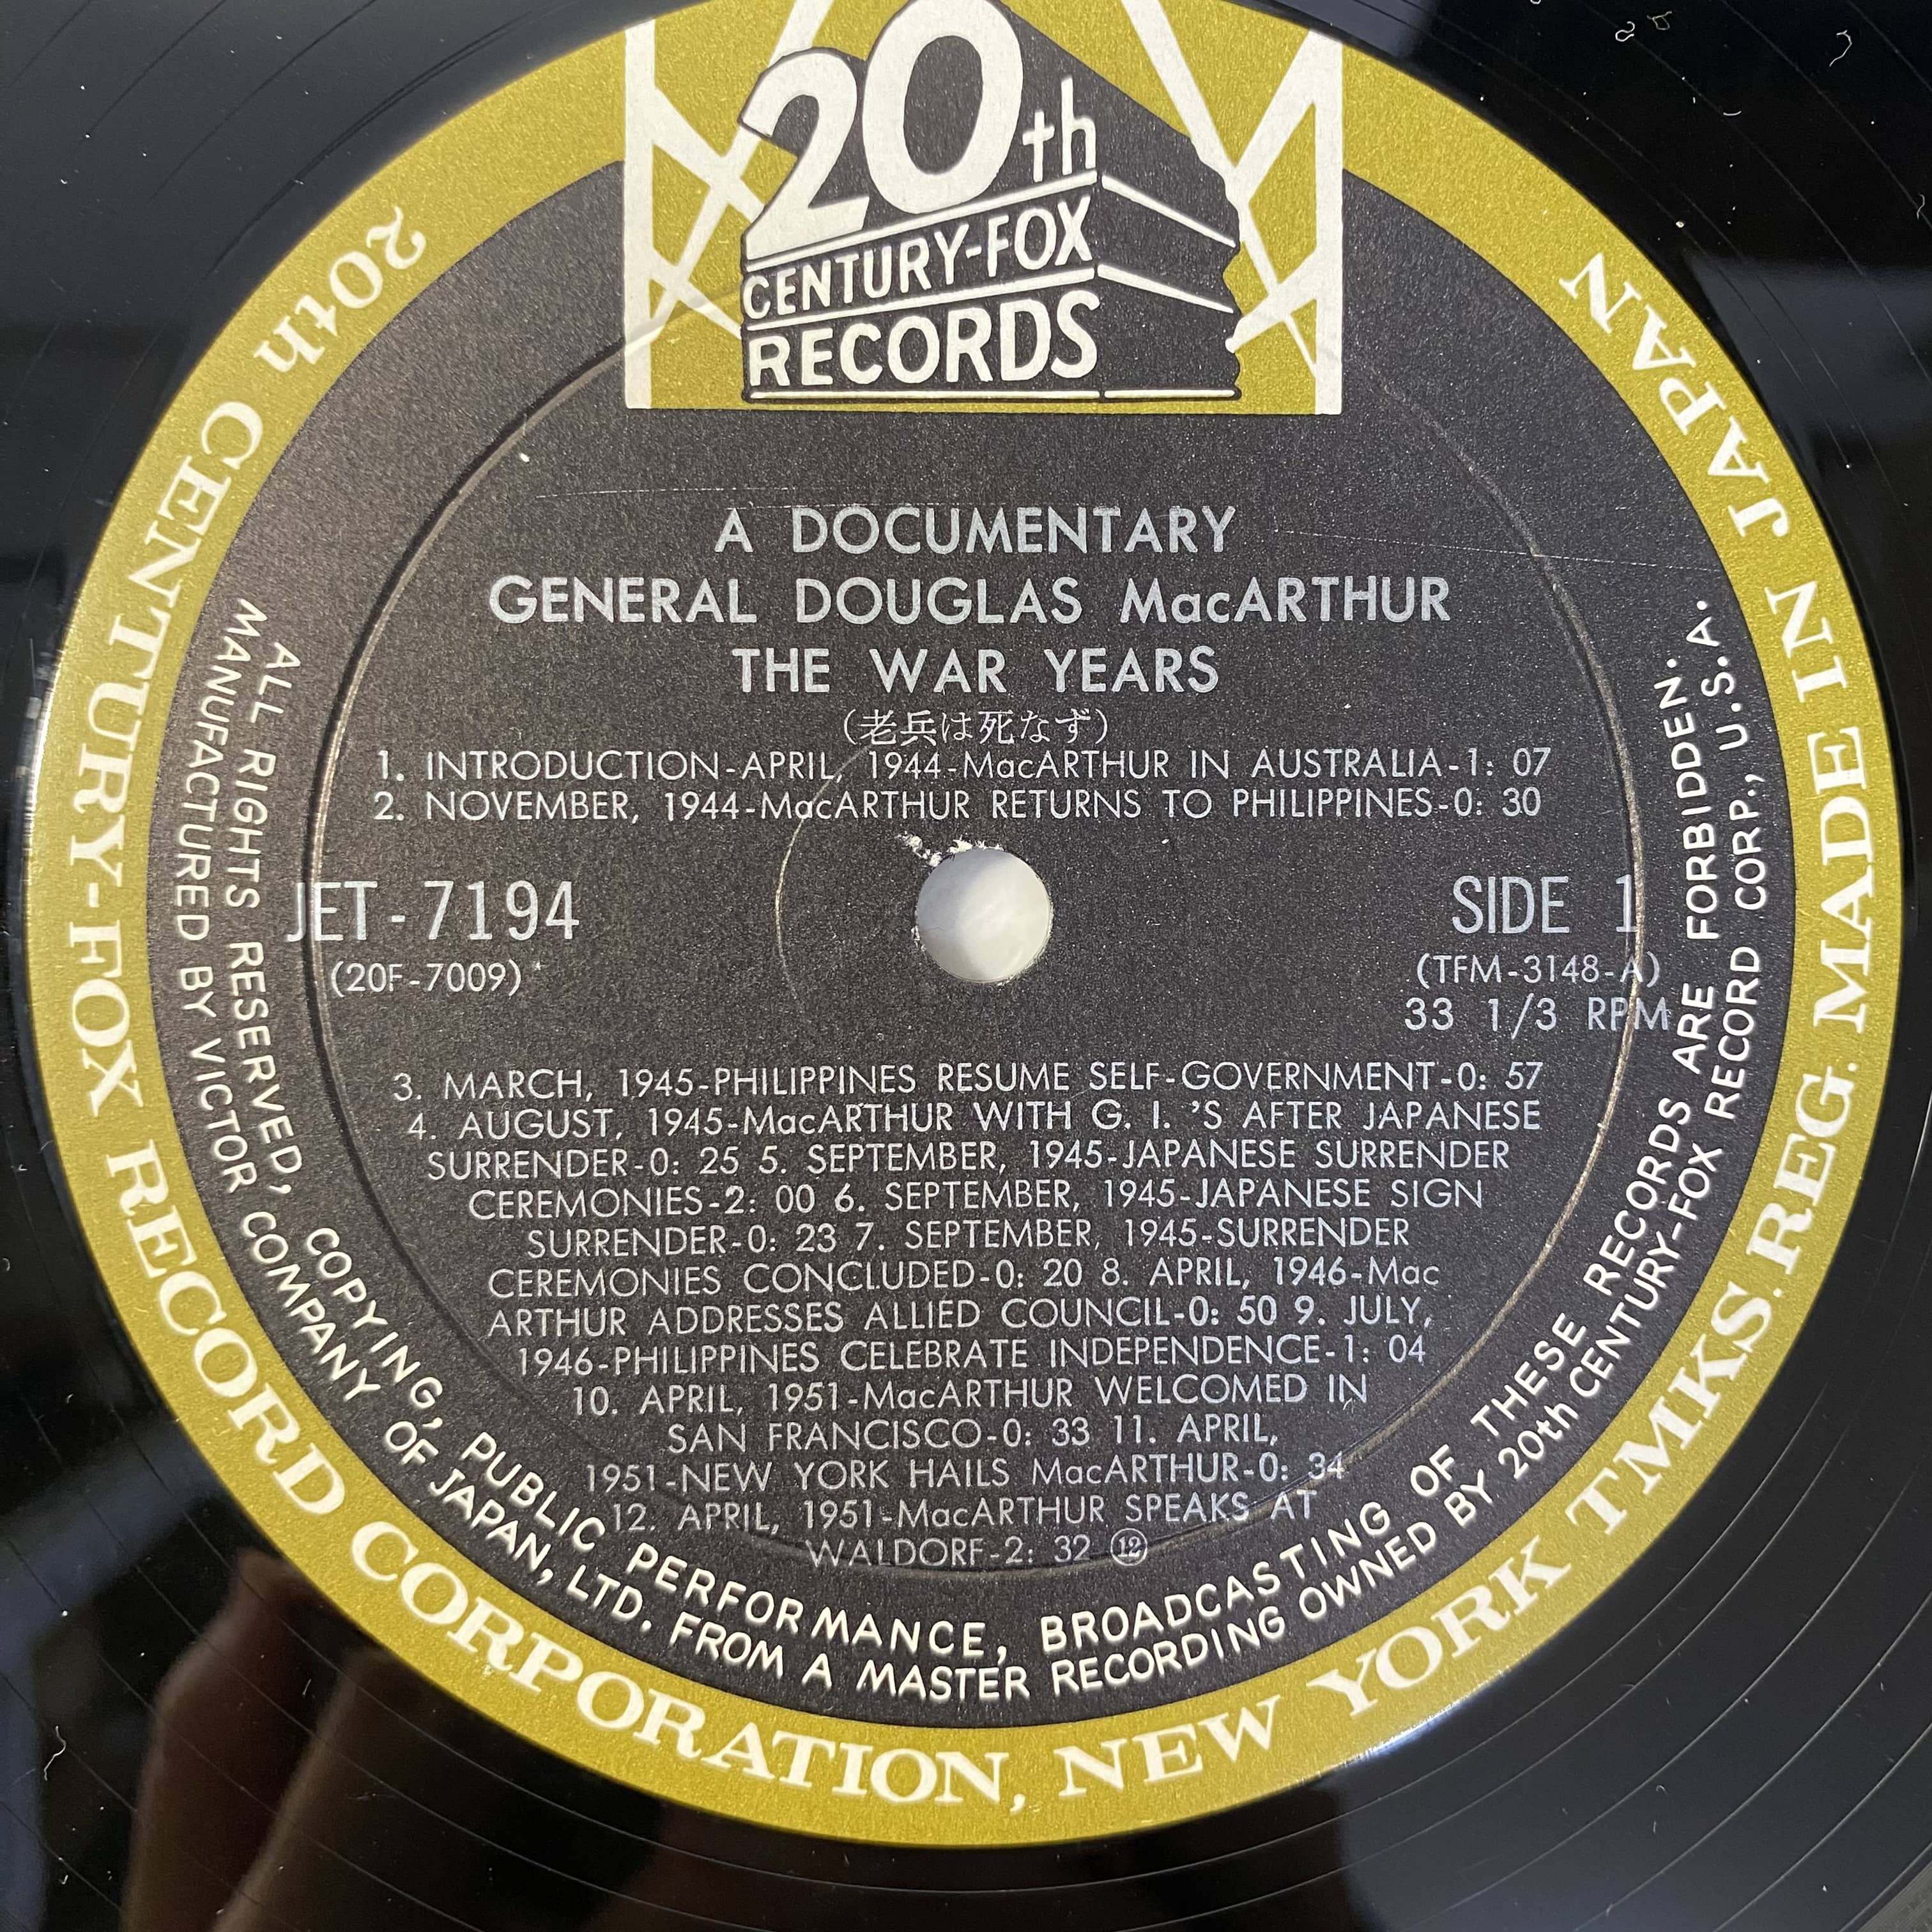 20th
CENTURY-FOX
RECORDS
A DOCUMENTARY
GENERAL DOUGLAS MacARTHUR
THE WAR YEARS
(老兵は死なず)
1. INTRODUCTION-APRIL, 1944-MacARTHUR IN AUSTRALIA-1: 07
2. NOVEMBER, 1944-MacARTHUR RETURNS TO PHILIPPINES-0: 30
JET-7194
(20F-7009)
SIDE 1
(TFM-3148-A)
33 1/3 RPM
3. MARCH, 1945-PHILIPPINES RESUME SELF-GOVERNMENT-0: 57
4. AUGUST, 1945-MacARTHUR WITH G. I. 'S AFTER JAPANESE
SURRENDER-0: 25 5. SEPTEMBER, 1945-JAPANESE SURRENDER
CEREMONIES-2: 00 6. SEPTEMBER, 1945-JAPANESE SIGN
SURRENDER-0: 23 7. SEPTEMBER, 1945-SURRENDER
CEREMONIES CONCLUDED-0: 20 8. APRIL, 1946-Mac
ARTHUR ADDRESSES ALLIED COUNCIL-0: 50 9. JULY,
1946-PHILIPPINES CELEBRATE INDEPENDENCE-1: 04
10. APRIL, 1951-MacARTHUR WELCOMED IN
SAN FRANCISCO-0: 33 11. APRIL,
1951-NEW YORK HAILS MacARTHUR-0: 34
12. APRIL, 1951-MacARTHUR SPEAKS AT
WALDORF-2: 32 ⑫
ALL RIGHTS RESERVED, COPYING, PUBLIC PERFORMANCE, BROADCASTING OF THESE RECORDS ARE FORBIDDEN.
MANUFACTURED BY VICTOR COMPANY OF JAPAN, LTD. FROM A MASTER RECORDING OWNED BY 20th CENTURY-FOX RECORD CORP., U.S.A.
20th CENTURY-FOX RECORD CORPORATION, NEW YORK TMKS. REG. MADE IN JAPAN